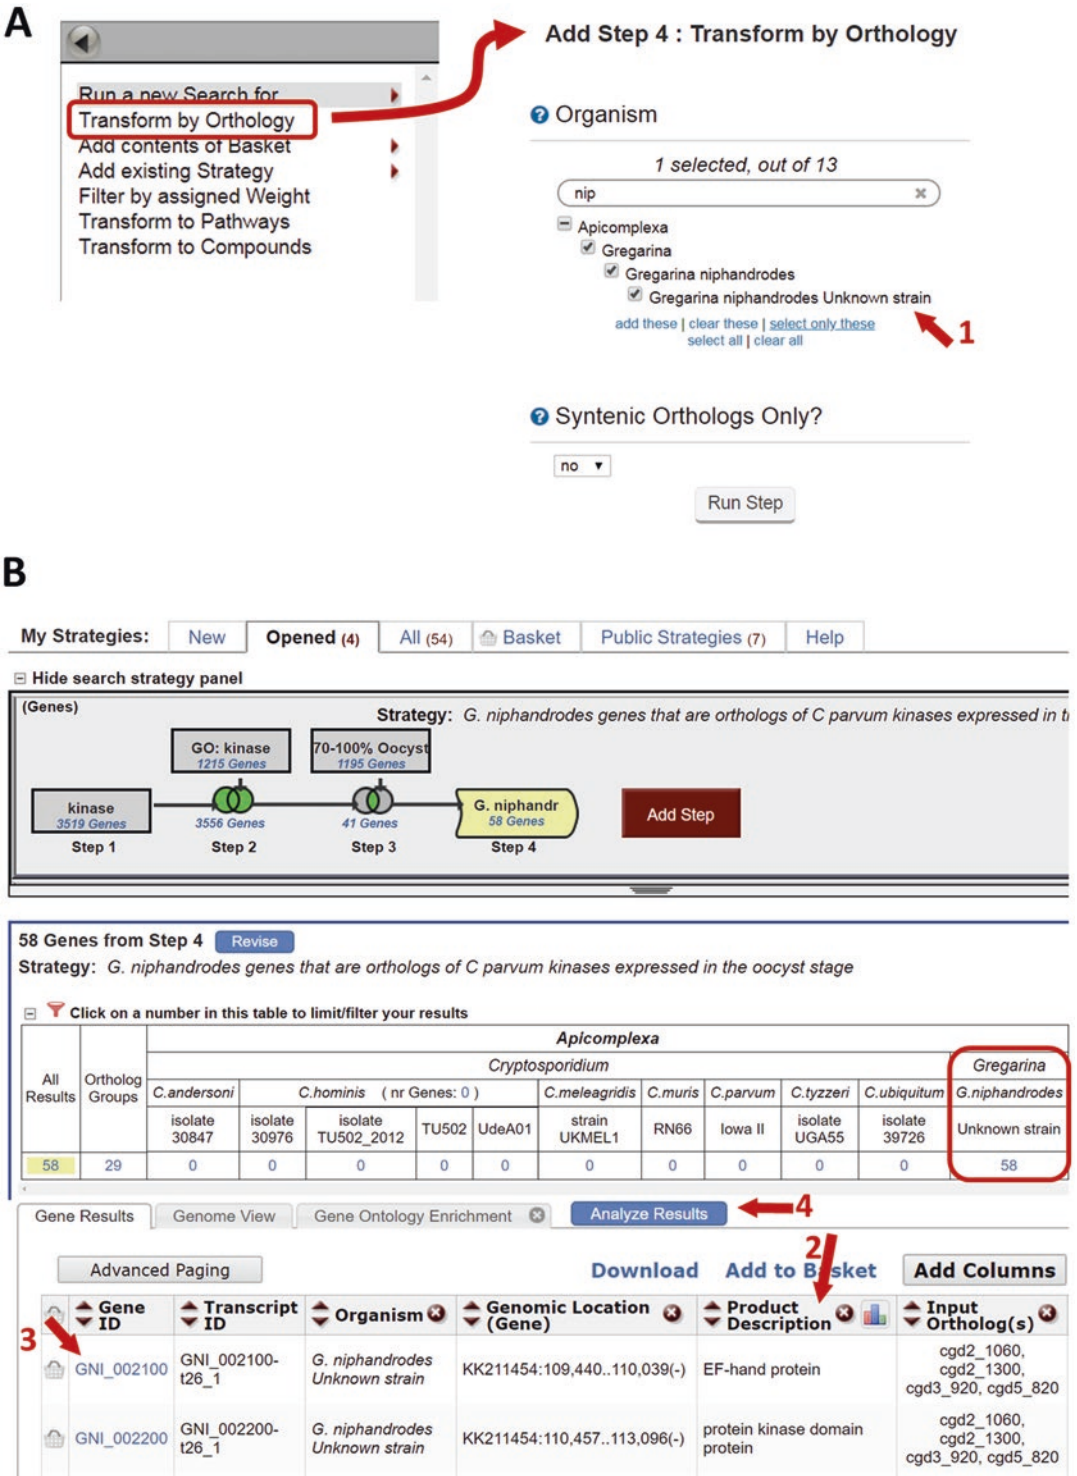 A
Run a new Search for
Transform by Orthology
Add contents of Basket
Add existing Strategy
Filter by assigned Weight
Transform to Pathways
Transform to Compounds
Add Step 4 : Transform by Orthology
? Organism
1 selected, out of 13
nip
Apicomplexa
Gregarina
Gregarina niphandrodes
Gregarina niphandrodes Unknown strain
add these | clear these | select only these
select all | clear all
1
? Syntenic Orthologs Only?
no
Run Step
B
My Strategies: New Opened (4) All (54) Basket Public Strategies (7) Help
Hide search strategy panel
(Genes)
Strategy: G. niphandrodes genes that are orthologs of C parvum kinases expressed in
GO: kinase 70-100% Oocyst
1215 Genes 1195 Genes
kinase G. niphandr Add Step
3519 Genes 3556 Genes 41 Genes 58 Genes
Step 1 Step 2 Step 3 Step 4
58 Genes from Step 4 Revise
Strategy: G. niphandrodes genes that are orthologs of C parvum kinases expressed in the oocyst stage
Click on a number in this table to limit/filter your results
Apicomplexa
Cryptosporidium Gregarina
All Results Ortholog Groups C.andersoni C.hominis ( nr Genes: 0 ) C.meleagridis C.muris C.parvum C.tyzzeri C.ubiquitum G.niphandrodes
isolate 30847 isolate 30976 isolate TU502_2012 TU502 UdeA01 strain UKMEL1 RN66 Iowa II isolate UGA55 isolate 39726 Unknown strain
58 29 0 0 0 0 0 0 0 0 0 0 58
Gene Results Genome View Gene Ontology Enrichment Analyze Results 4
2
Advanced Paging Download Add to Basket Add Columns
Gene ID Transcript ID Organism Genomic Location (Gene) Product Description Input Ortholog(s)
3
GNI_002100 GNI_002100-t26_1 G. niphandrodes Unknown strain KK211454:109,440..110,039(-) EF-hand protein cgd2_1060, cgd2_1300, cgd3_920, cgd5_820
GNI_002200 GNI_002200-t26_1 G. niphandrodes Unknown strain KK211454:110,457..113,096(-) protein kinase domain protein cgd2_1060, cgd2_1300, cgd3_920, cgd5_820